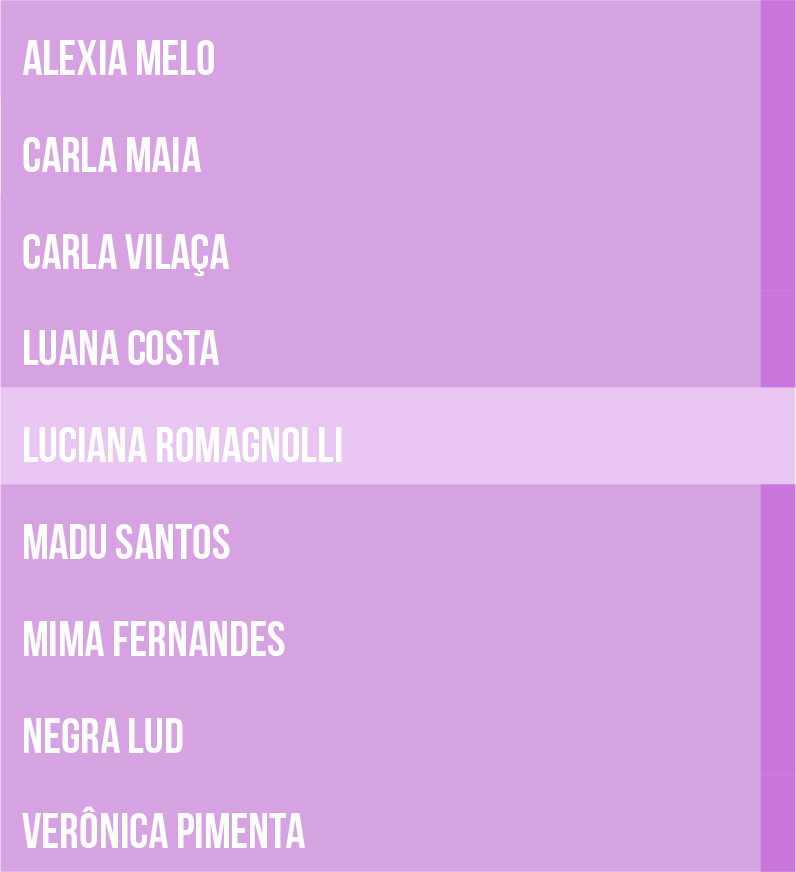 ALEXIA MELO
CARLA MAIA
CARLA VILAÇA
LUANA COSTA
LUCIANA ROMAGNOLLI
MADU SANTOS
MIMA FERNANDES
NEGRA LUD
VERÔNICA PIMENTA